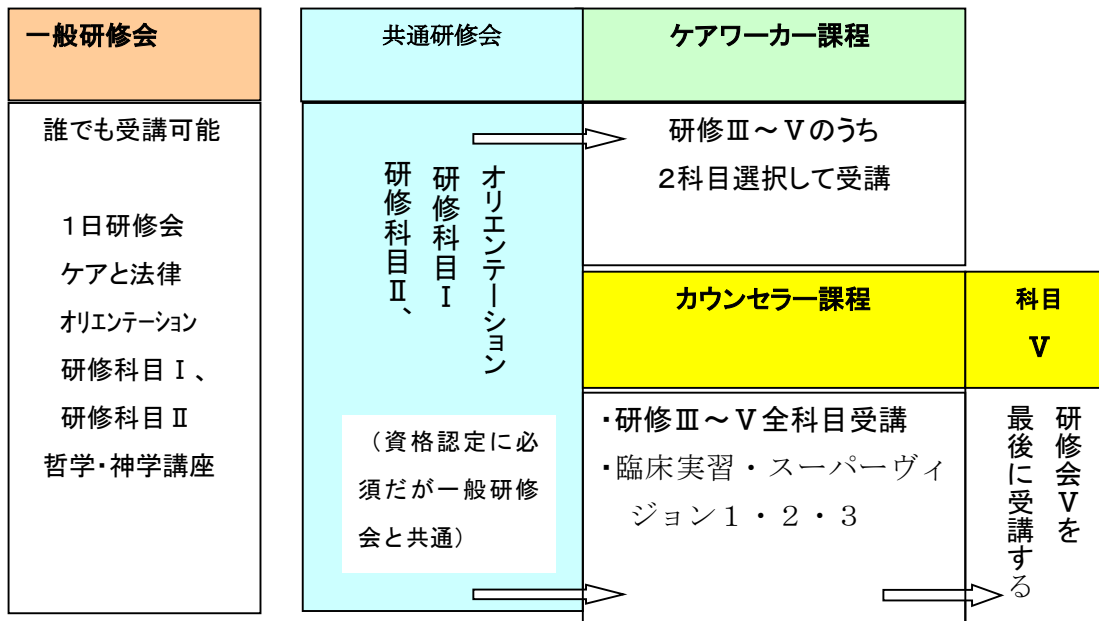 一般研修会
誰でも受講可能
1日研修会
ケアと法律
オリエンテーション
研修科目Ⅰ、
研修科目Ⅱ
哲学・神学講座
共通研修会
オリエンテーション
研修科目Ⅰ
研修科目Ⅱ、
（資格認定に必
須だが一般研修
会と共通）
ケアワーカー課程
研修Ⅲ～Ⅴのうち
2科目選択して受講
カウンセラー課程
・研修Ⅲ～Ⅴ全科目受講
・臨床実習・スーパーヴィ
ジョン１・２・３
科目
Ⅴ
研修会Ⅴを
最後に受講する